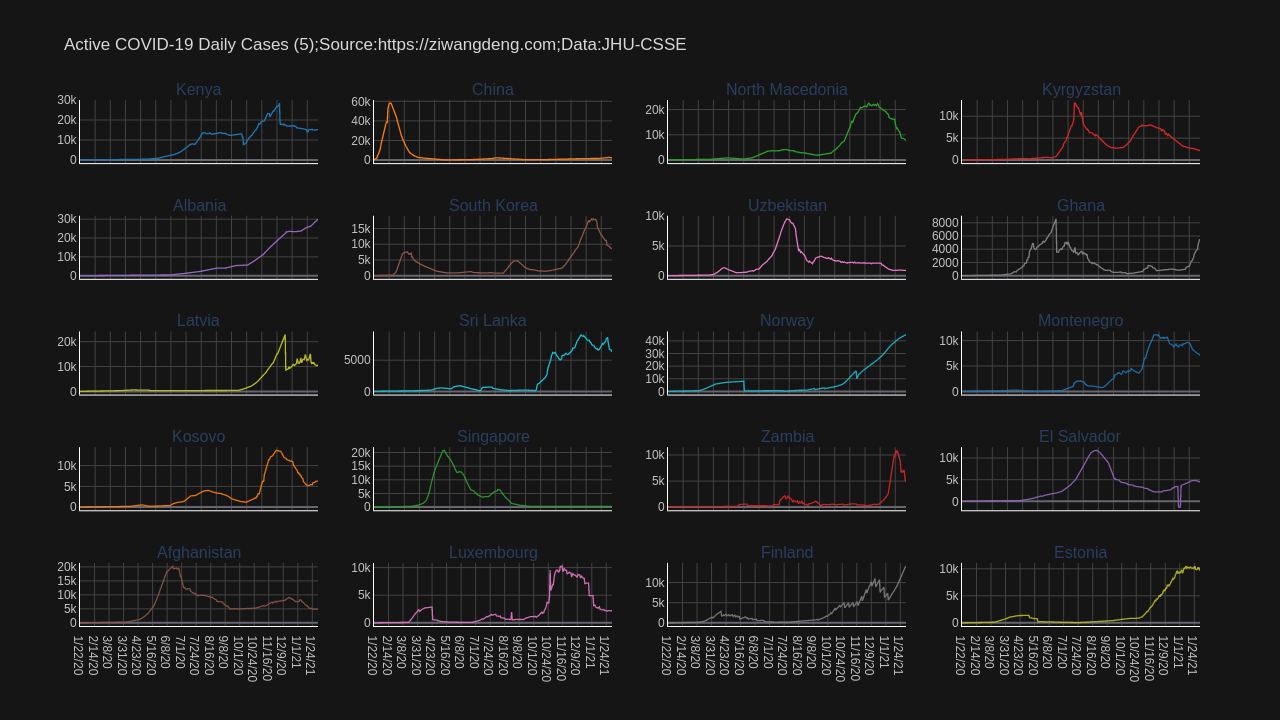 Active COVID-19 Daily Cases (5);Source:https://ziwangdeng.com;Data:JHU-CSSE
Kenya China North Macedonia Kyrgyzstan
30k
20k
10k
0
60k
40k
20k
0
20k
10k
0
10k
5k
0
Albania South Korea Uzbekistan Ghana
30k
20k
10k
0
15k
10k
5k
0
10k
5k
0
8000
6000
4000
2000
0
Latvia Sri Lanka Norway Montenegro
20k
10k
0
5000
0
40k
30k
20k
10k
0
10k
5k
0
Kosovo Singapore Zambia El Salvador
10k
5k
0
20k
15k
10k
5k
0
10k
5k
0
10k
5k
0
Afghanistan Luxembourg Finland Estonia
20k
15k
10k
5k
0
10k
5k
0
10k
5k
0
10k
5k
0
1/22/20 2/14/20 3/8/20 3/31/20 4/23/20 5/16/20 6/8/20 7/1/20 7/24/20 8/16/20 9/8/20 10/1/20 10/24/20 11/16/20 12/9/20 1/1/21 1/24/21
1/22/20 2/14/20 3/8/20 3/31/20 4/23/20 5/16/20 6/8/20 7/1/20 7/24/20 8/16/20 9/8/20 10/1/20 10/24/20 11/16/20 12/9/20 1/1/21 1/24/21
1/22/20 2/14/20 3/8/20 3/31/20 4/23/20 5/16/20 6/8/20 7/1/20 7/24/20 8/16/20 9/8/20 10/1/20 10/24/20 11/16/20 12/9/20 1/1/21 1/24/21
1/22/20 2/14/20 3/8/20 3/31/20 4/23/20 5/16/20 6/8/20 7/1/20 7/24/20 8/16/20 9/8/20 10/1/20 10/24/20 11/16/20 12/9/20 1/1/21 1/24/21